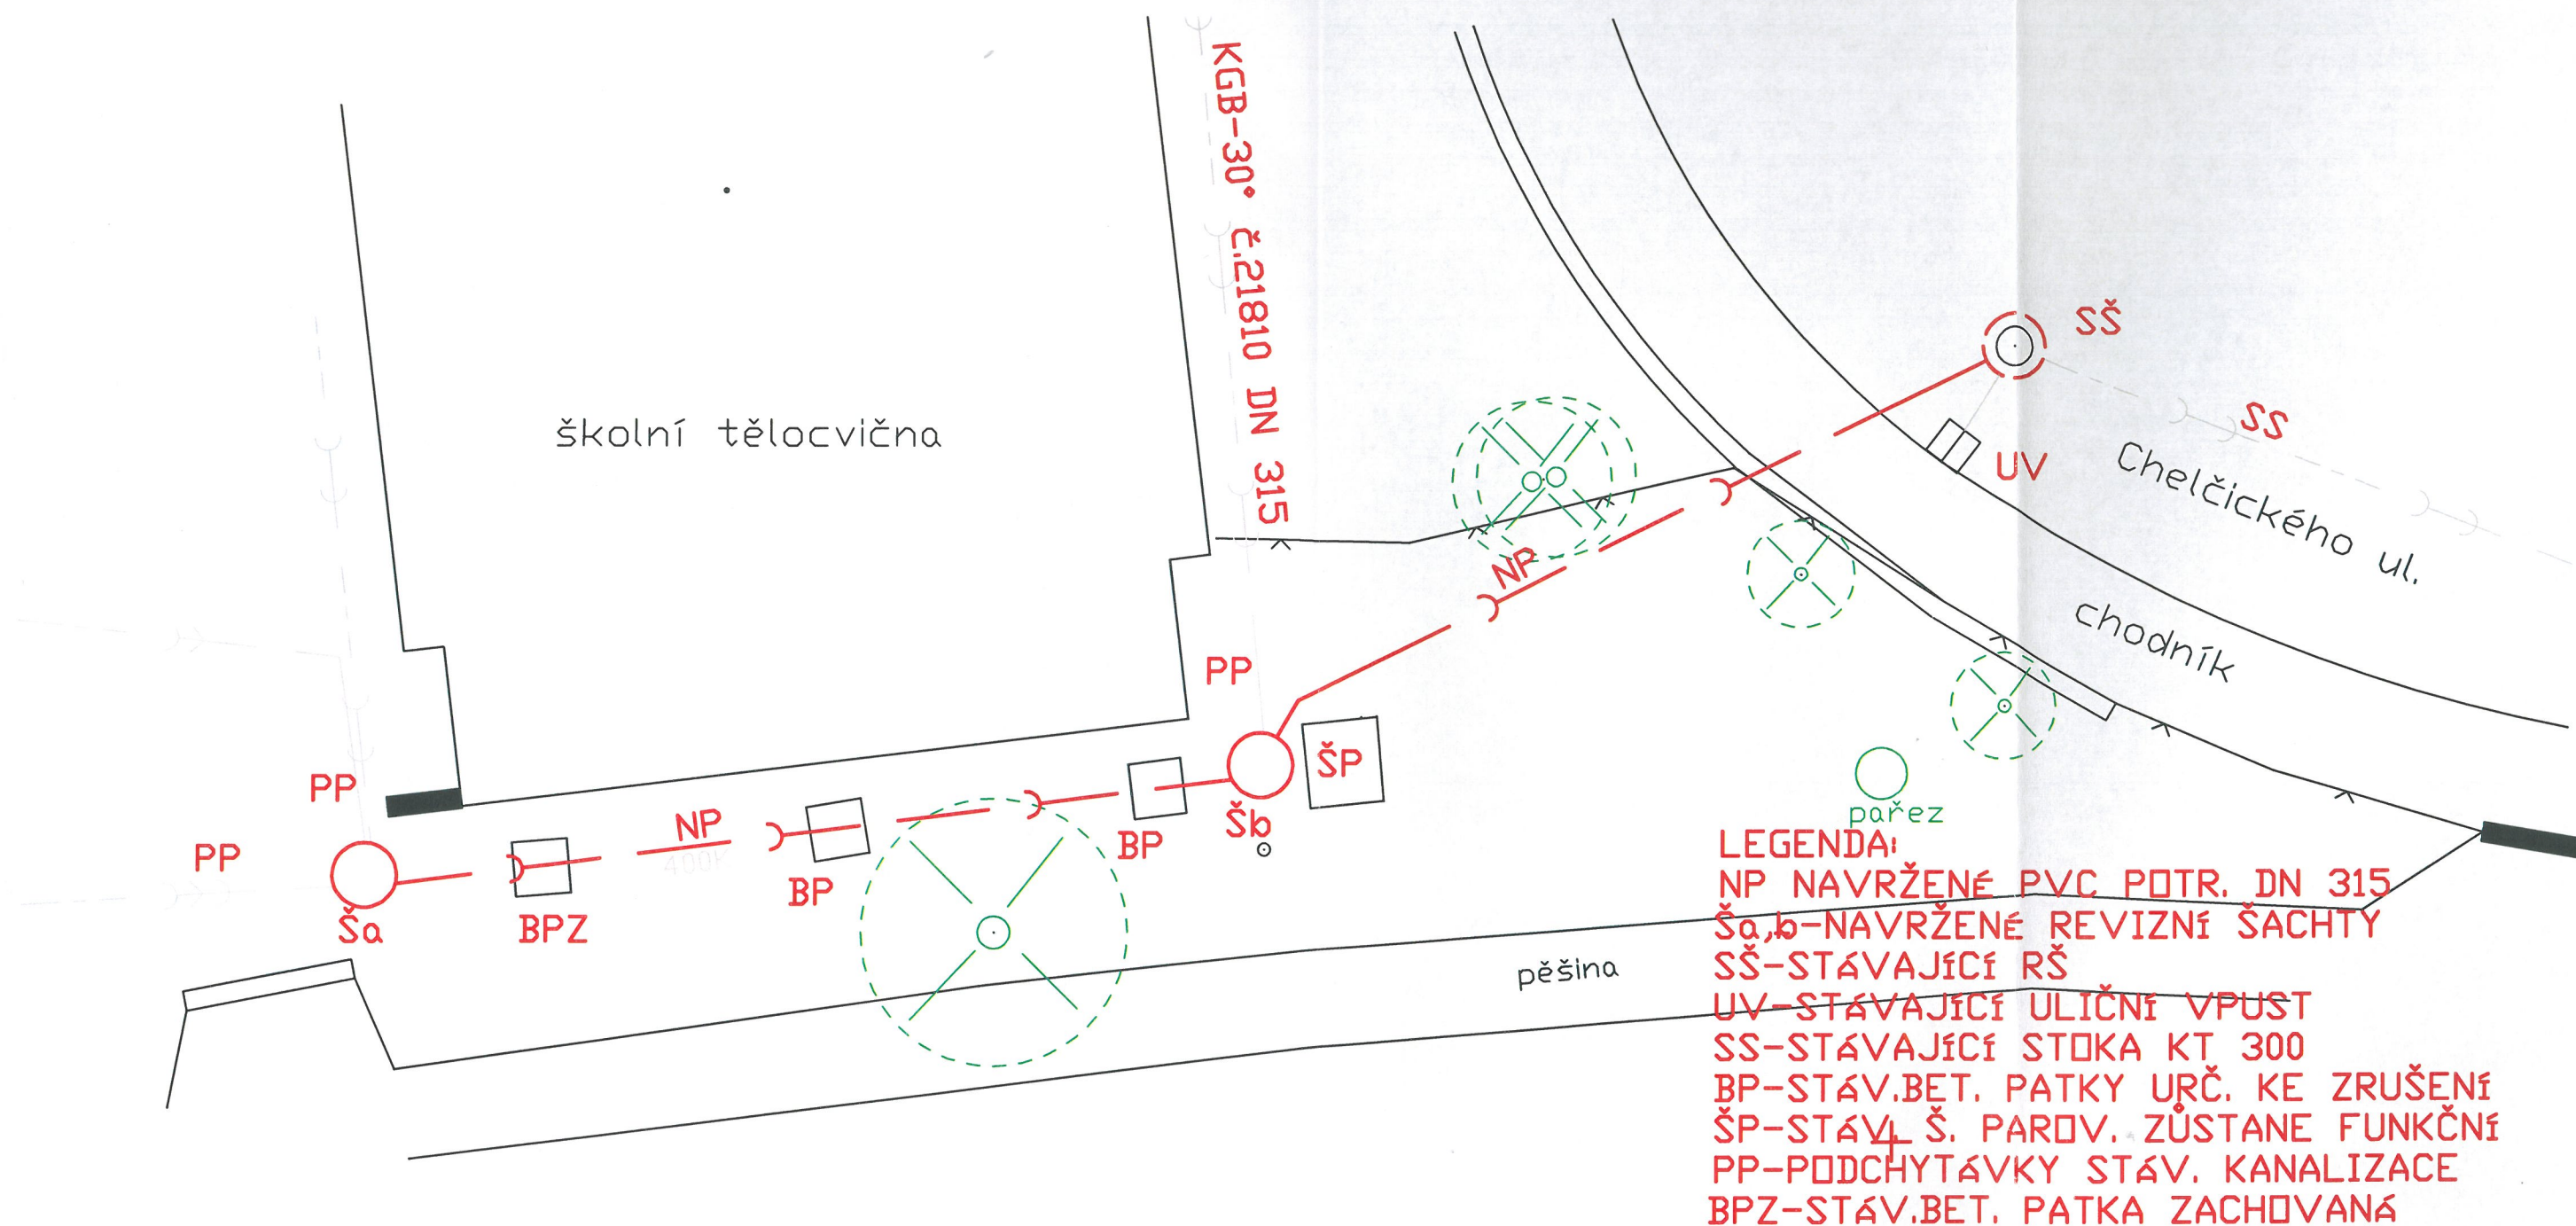 KGB-30° Č.21810 DN 315
školní tělocvična
SŠ
SS
UV
Chelčického ul.
chodník
NP
PP
ŠP
Šb
PP
NP
BP
PP
BP
Ša
BPZ
pařez
pěšina
LEGENDA:
NP NAVRŽENÉ PVC POTR. DN 315
Ša,b-NAVRŽENÉ REVIZNÍ ŠACHTY
SŠ-STÁVAJÍCÍ RŠ
UV-STÁVAJÍCÍ ULIČNÍ VPUST
SS-STÁVAJÍCÍ STOKA KT 300
BP-STÁV.BET. PATKY URČ. KE ZRUŠENÍ
ŠP-STÁV. Š. PAROV. ZŮSTANE FUNKČNÍ
PP-PODCHYTÁVKY STÁV. KANALIZACE
BPZ-STÁV.BET. PATKA ZACHOVANÁ